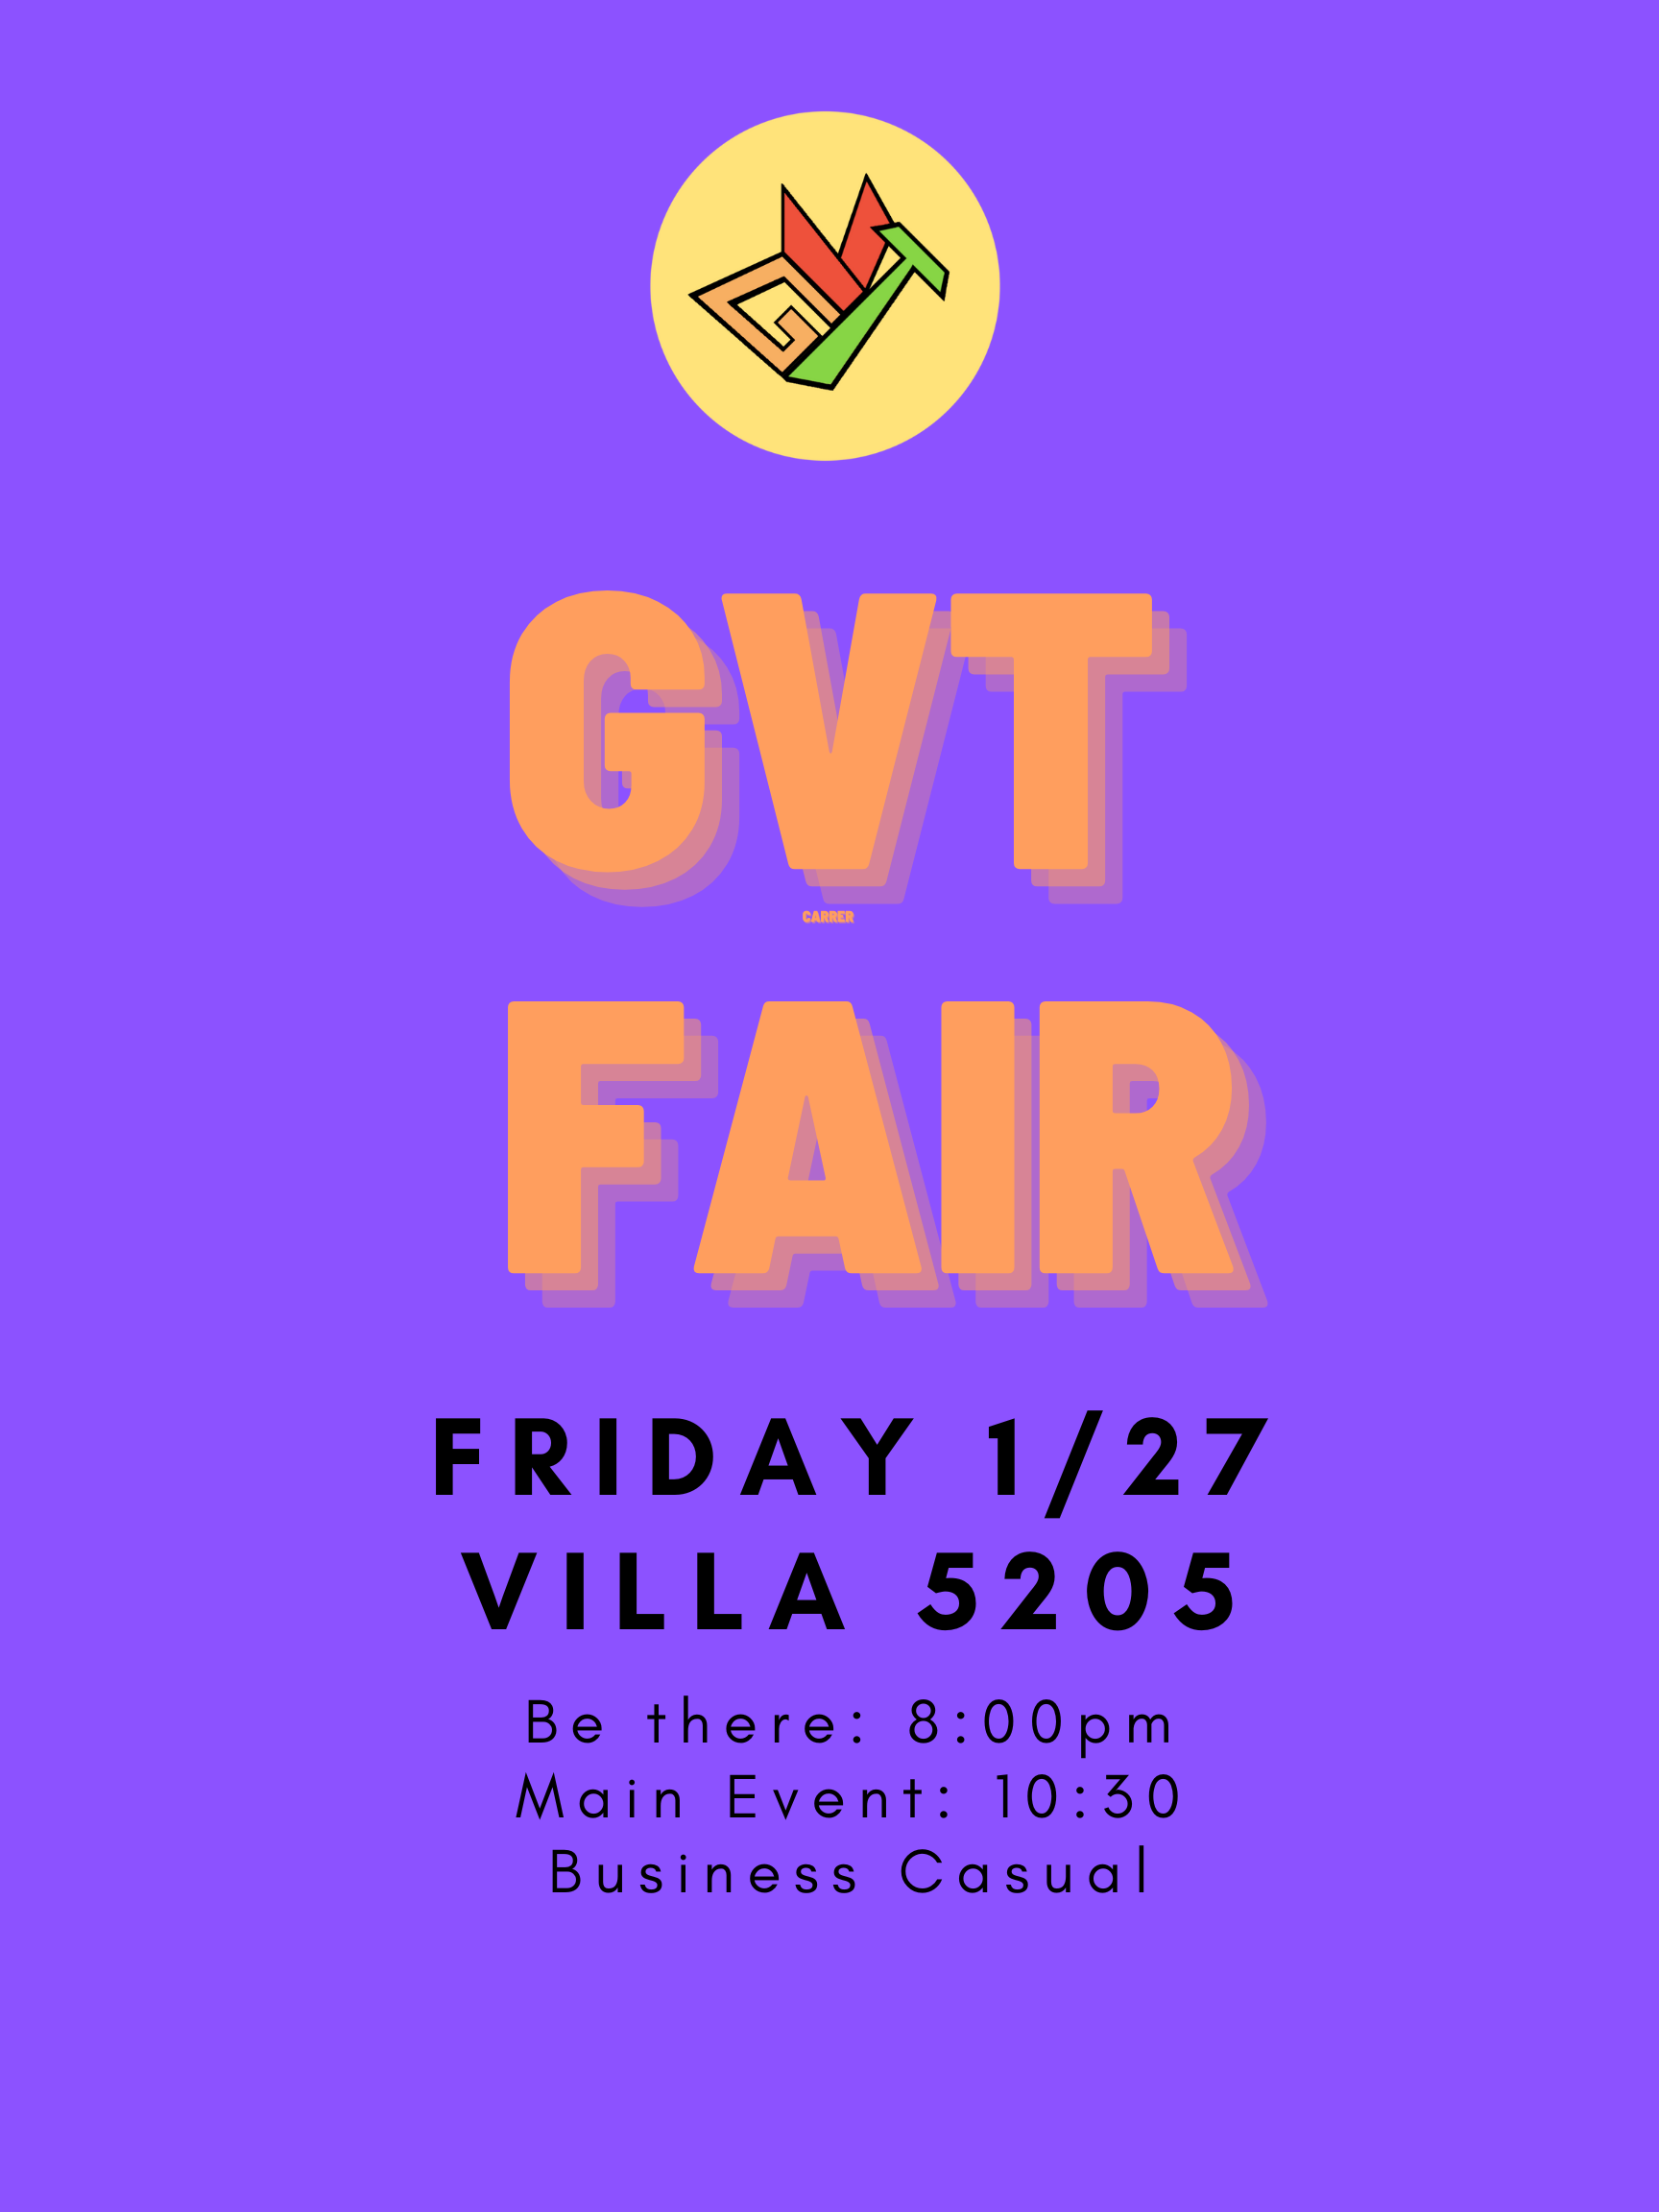 GVT
CARRER
FAIR
FRIDAY 1/27
VILLA 5205
Be there: 8:00pm
Main Event: 10:30
Business Casual